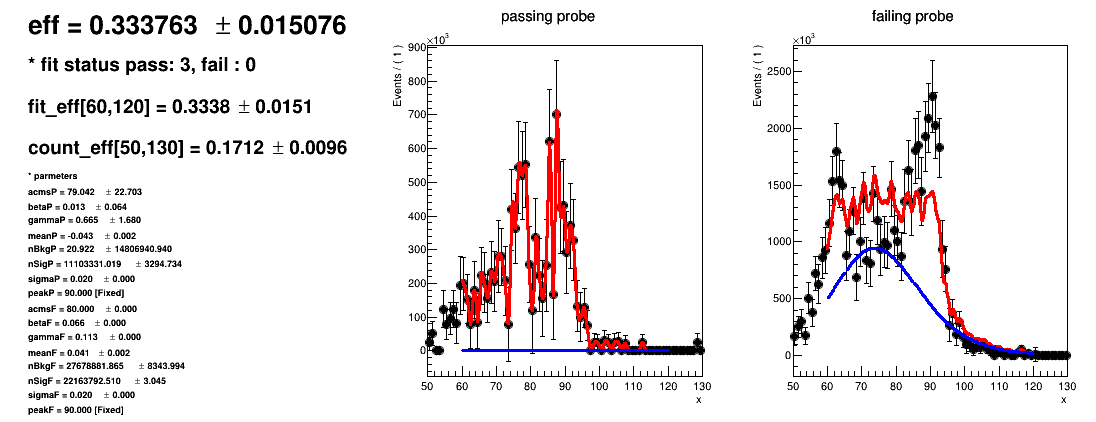 eff = 0.333763 ± 0.015076
* fit status pass: 3, fail : 0
fit_eff[60,120] = 0.3338 ± 0.0151
count_eff[50,130] = 0.1712 ± 0.0096
* parmeters
acmsP = 79.042 ± 22.703
betaP = 0.013 ± 0.064
gammaP = 0.665 ± 1.680
meanP = -0.043 ± 0.002
nBkgP = 20.922 ± 14806940.940
nSigP = 11103331.019 ± 3294.734
sigmaP = 0.020 ± 0.000
peakP = 90.000 [Fixed]
acmsF = 80.000 ± 0.000
betaF = 0.066 ± 0.000
gammaF = 0.113 ± 0.000
meanF = 0.041 ± 0.002
nBkgF = 27678881.865 ± 8343.994
nSigF = 22163792.510 ± 3.045
sigmaF = 0.020 ± 0.000
peakF = 90.000 [Fixed]
passing probe
×10³
Events / ( 1 )
900
800
700
600
500
400
300
200
100
0
50 60 70 80 90 100 110 120 130
x
failing probe
×10³
Events / ( 1 )
2500
2000
1500
1000
500
0
50 60 70 80 90 100 110 120 130
x